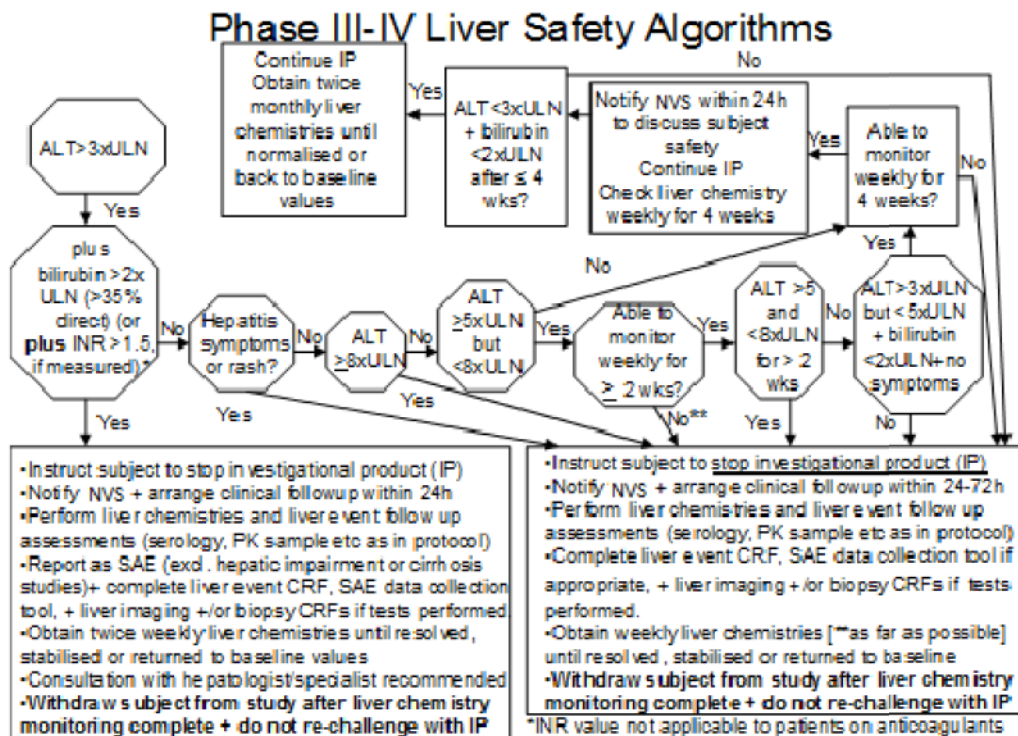 Phase III-IV Liver Safety Algorithms
Continue IP
Obtain twice
monthly liver
chemistries until
normalised or
back to baseline
values
Yes
ALT <3xULN
+ bilirubin
<2xULN
after ≤ 4
wks?
No
Notify NVS within 24h
to discuss subject
safety
Continue IP
Check liver chemistry
weekly for 4 weeks
Yes
Able to
monitor
weekly for
4 weeks?
No
ALT>3xULN
Yes
plus
bilirubin >2x
ULN (>35%
direct) (or
plus INR >1.5,
if measured)*
No
Hepatitis
symptoms
or rash?
No
ALT
≥8xULN
No
ALT
≥5xULN
but
<8xULN
No
Yes
Able to
monitor
weekly for
≥ 2 wks?
Yes
ALT >5
and
<8xULN
for > 2
wks
No
Yes
ALT>3xULN
but <5xULN
+ bilirubin
<2xULN+no
symptoms
Yes
Yes
Yes
No**
Yes
No
•Instruct subject to stop investigational product (IP)
•Notify NVS + arrange clinical followup within 24h
•Perform liver chemistries and liver event follow up
assessments (serology, PK sample etc as in protocol)
•Report as SAE (excl. hepatic impairment or cirrhosis
studies)+ complete liver event CRF, SAE data collection
tool, + liver imaging +/or biopsy CRFs if tests performed.
•Obtain twice weekly liver chemistries until resolved,
stabilised or returned to baseline values
•Consultation with hepatologist/specialist recommended
•Withdraw subject from study after liver chemistry
monitoring complete + do not re-challenge with IP
•Instruct subject to stop investigational product (IP)
•Notify NVS + arrange clinical followup within 24-72h
•Perform liver chemistries and liver event follow up
assessments (serology, PK sample etc as in protocol)
•Complete liver event CRF, SAE data collection tool if
appropriate, + liver imaging +/or biopsy CRFs if tests
performed.
•Obtain weekly liver chemistries [**as far as possible]
until resolved, stabilised or returned to baseline
•Withdraw subject from study after liver chemistry
monitoring complete + do not re-challenge with IP
*INR value not applicable to patients on anticoagulants